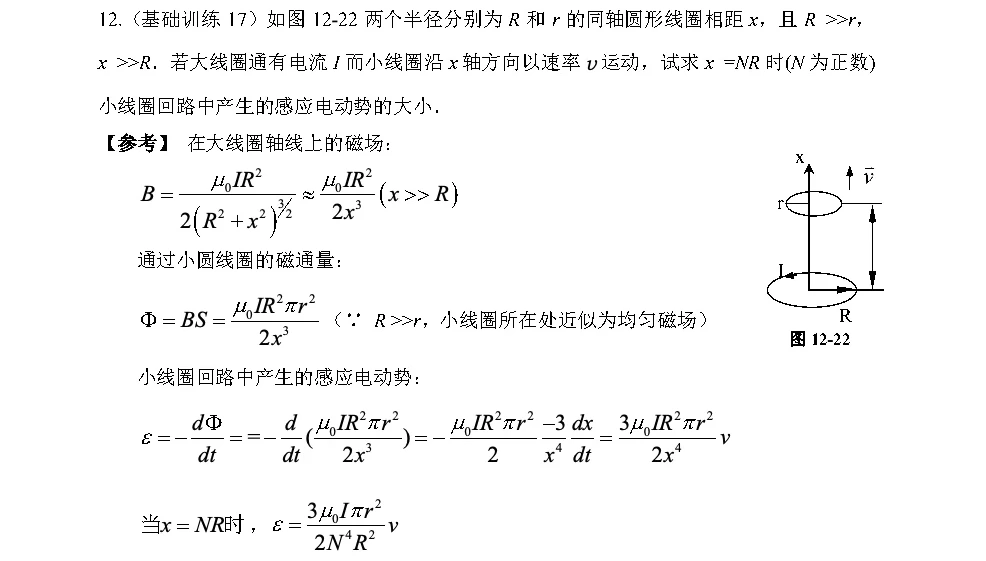 12.（基础训练 17）如图 12-22 两个半径分别为 R 和 r 的同轴圆形线圈相距 x，且 R >>r，
x >>R．若大线圈通有电流 I 而小线圈沿 x 轴方向以速率 υ 运动，试求 x =NR 时(N 为正数)
小线圈回路中产生的感应电动势的大小．
【参考】 在大线圈轴线上的磁场：
B = μ₀IR² / 2(R² + x²)^(3/2) ≈ μ₀IR² / 2x³ (x >> R)
通过小圆线圈的磁通量：
Φ = BS = μ₀IR²πr² / 2x³ （∵ R >>r，小线圈所在处近似为均匀磁场）
小线圈回路中产生的感应电动势：
ε = − dΦ/dt = =− d/dt (μ₀IR²πr² / 2x³) = − μ₀IR²πr² / 2 −3/x⁴ dx/dt = 3μ₀IR²πr² / 2x⁴ v
当x = NR时， ε = 3μ₀Iπr² / 2N⁴R² v
x
v̅
r
I
R
图 12-22